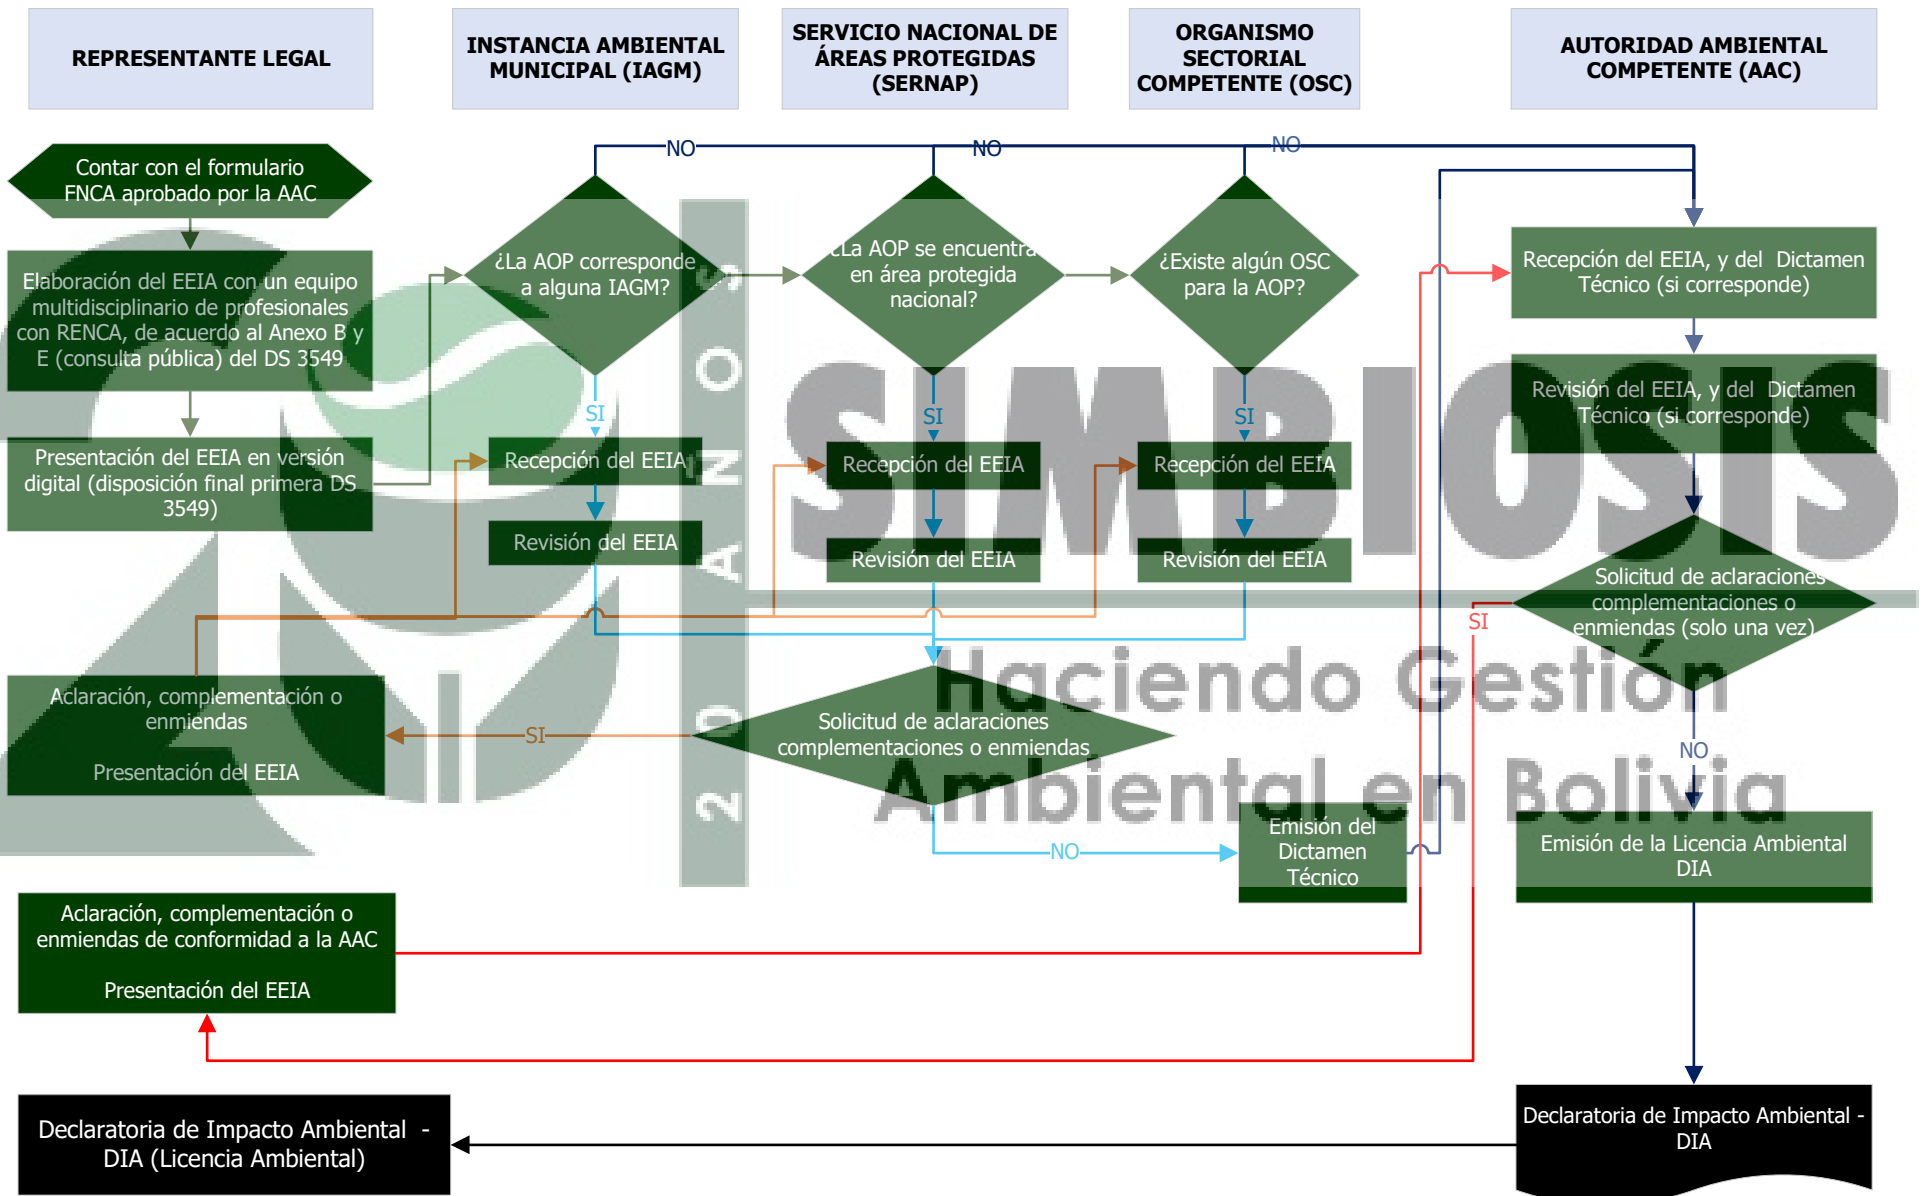 REPRESENTANTE LEGAL
INSTANCIA AMBIENTAL
MUNICIPAL (IAGM)
SERVICIO NACIONAL DE
ÁREAS PROTEGIDAS
(SERNAP)
ORGANISMO
SECTORIAL
COMPETENTE (OSC)
AUTORIDAD AMBIENTAL
COMPETENTE (AAC)
Contar con el formulario
FNCA aprobado por la AAC
Elaboración del EEIA con un equipo
multidisciplinario de profesionales
con RENCA, de acuerdo al Anexo B y
E (consulta pública) del DS 3549
Presentación del EEIA en versión
digital (disposición final primera DS
3549)
NO
NO
NO
¿La AOP corresponde
a alguna IAGM?
¿La AOP se encuentra
en área protegida
nacional?
¿Existe algún OSC
para la AOP?
SI
SI
SI
Recepción del EEIA
Recepción del EEIA
Recepción del EEIA
Revisión del EEIA
Revisión del EEIA
Revisión del EEIA
Recepción del EEIA, y del  Dictamen
Técnico (si corresponde)
Revisión del EEIA, y del  Dictamen
Técnico (si corresponde)
Solicitud de aclaraciones
complementaciones o
enmiendas (solo una vez)
SI
NO
Aclaración, complementación o
enmiendas
Presentación del EEIA
SI
Solicitud de aclaraciones
complementaciones o enmiendas
NO
Emisión del
Dictamen
Técnico
Emisión de la Licencia Ambiental
DIA
Aclaración, complementación o
enmiendas de conformidad a la AAC
Presentación del EEIA
Declaratoria de Impacto Ambiental -
DIA
Declaratoria de Impacto Ambiental  -
DIA (Licencia Ambiental)
20 AÑOS
SIMBIOSIS
Haciendo Gestión
Ambiental en Bolivia